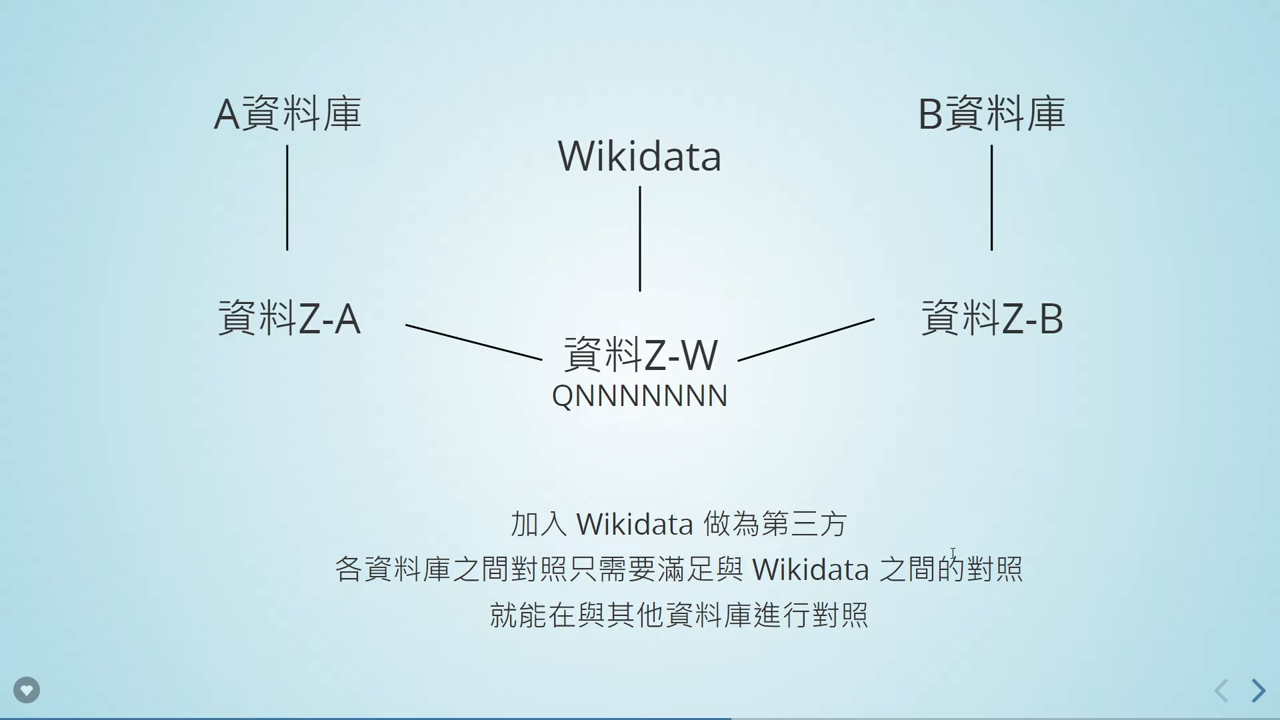 A資料庫
B資料庫
Wikidata
資料Z-A
資料Z-B
資料Z-W
QNNNNNNN
加入 Wikidata 做為第三方
各資料庫之間對照只需要滿足與 Wikidata 之間的對照
就能在與其他資料庫進行對照